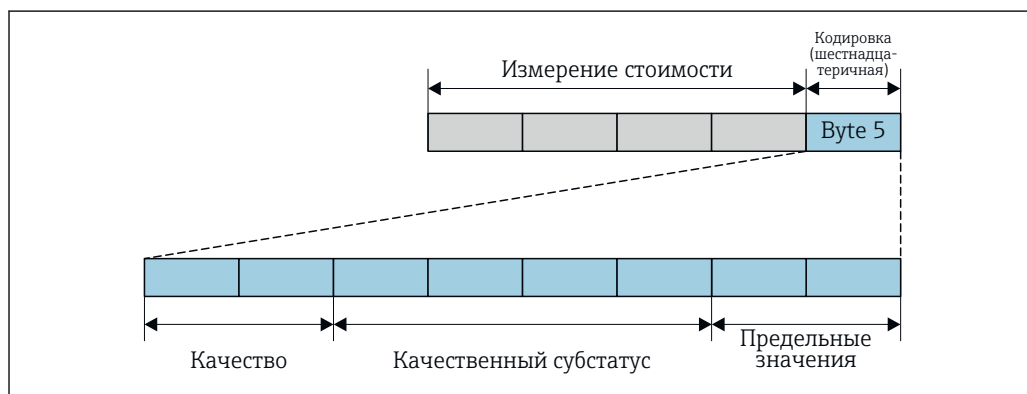 Кодировка
(шестнадца-
теричная)
Измерение стоимости
Byte 5
Качество
Качественный субстатус
Предельные
значения